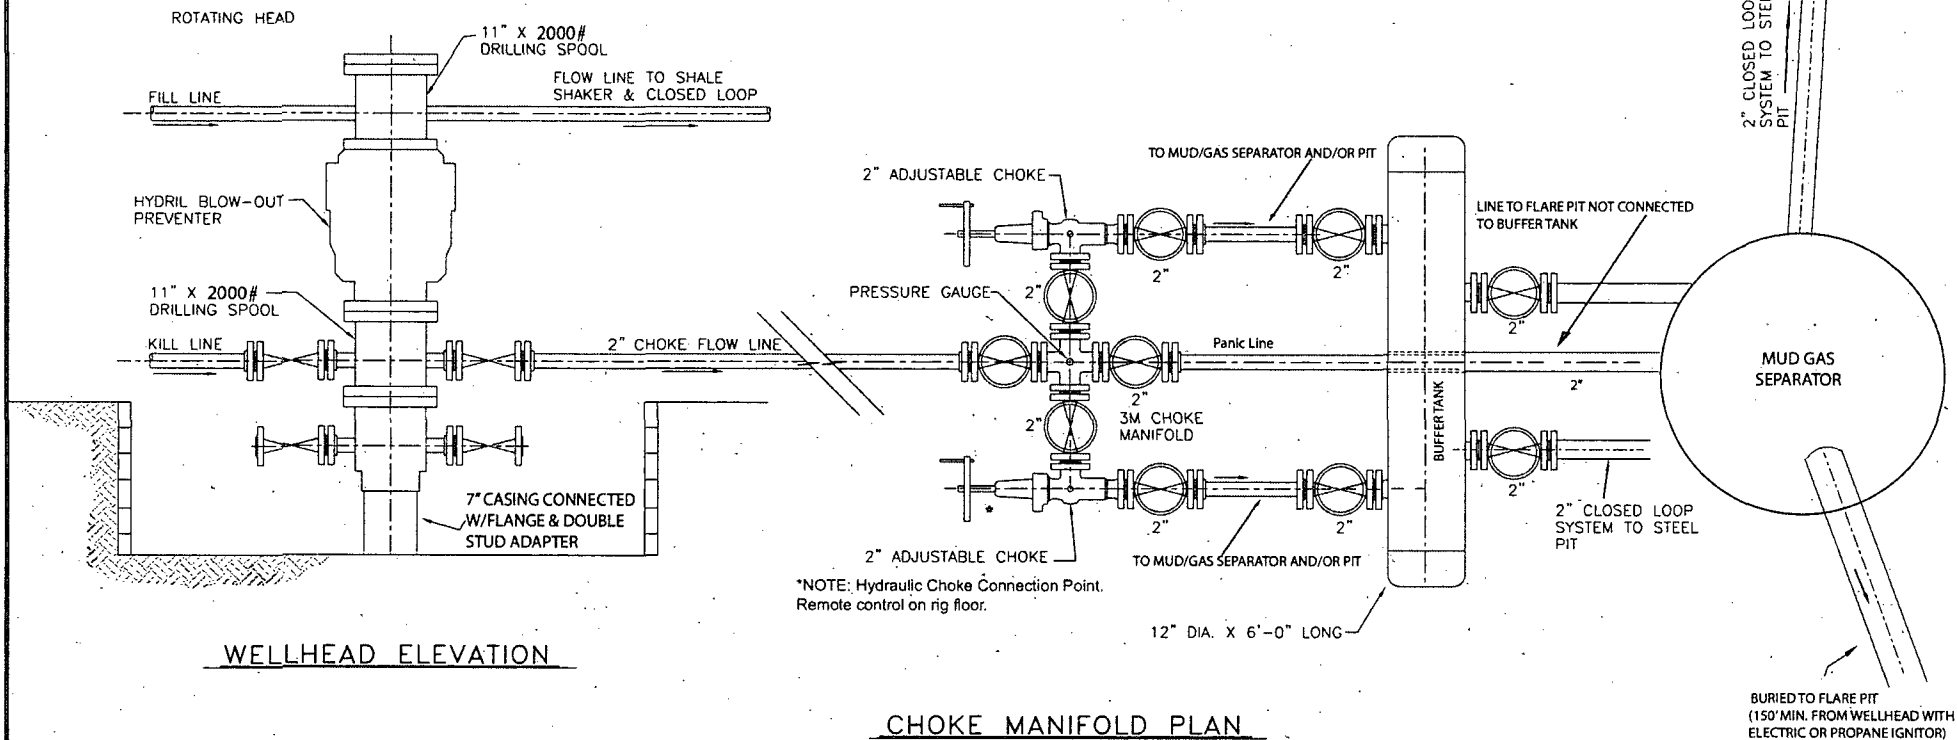 ROTATING HEAD
11" X 2000#
DRILLING SPOOL
FILL LINE
FLOW LINE TO SHALE
SHAKER & CLOSED LOOP
HYDRIL BLOW-OUT
PREVENTER
11" X 2000#
DRILLING SPOOL
KILL LINE
2" CHOKE FLOW LINE
7" CASING CONNECTED
W/FLANGE & DOUBLE
STUD ADAPTER
WELLHEAD ELEVATION
2" ADJUSTABLE CHOKE
TO MUD/GAS SEPARATOR AND/OR PIT
2"
2"
PRESSURE GAUGE
2"
Panic Line
2"
2"
3M CHOKE
MANIFOLD
2"
2"
*
2" ADJUSTABLE CHOKE
TO MUD/GAS SEPARATOR AND/OR PIT
*NOTE: Hydraulic Choke Connection Point.
Remote control on rig floor.
BUFFER TANK
12" DIA. X 6'-0" LONG
LINE TO FLARE PIT NOT CONNECTED
TO BUFFER TANK
2"
2"
2"
2" CLOSED LOOP
SYSTEM TO STEEL
PIT
2" CLOSED LOO
SYSTEM TO STEE
PIT
MUD GAS
SEPARATOR
BURIED TO FLARE PIT
(150' MIN. FROM WELLHEAD WITH
ELECTRIC OR PROPANE IGNITOR)
CHOKE MANIFOLD PLAN